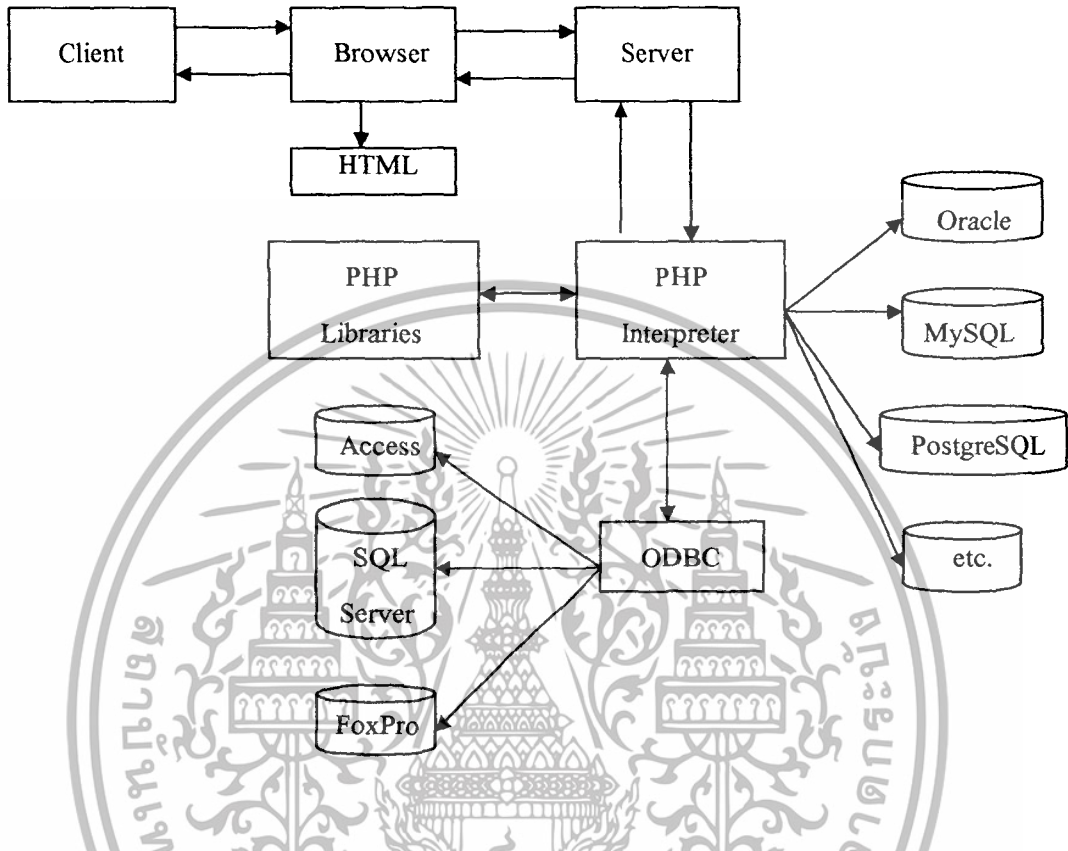 Client
Browser
Server
HTML
PHP
Libraries
PHP
Interpreter
Oracle
MySQL
PostgreSQL
etc.
Access
SQL
Server
FoxPro
ODBC